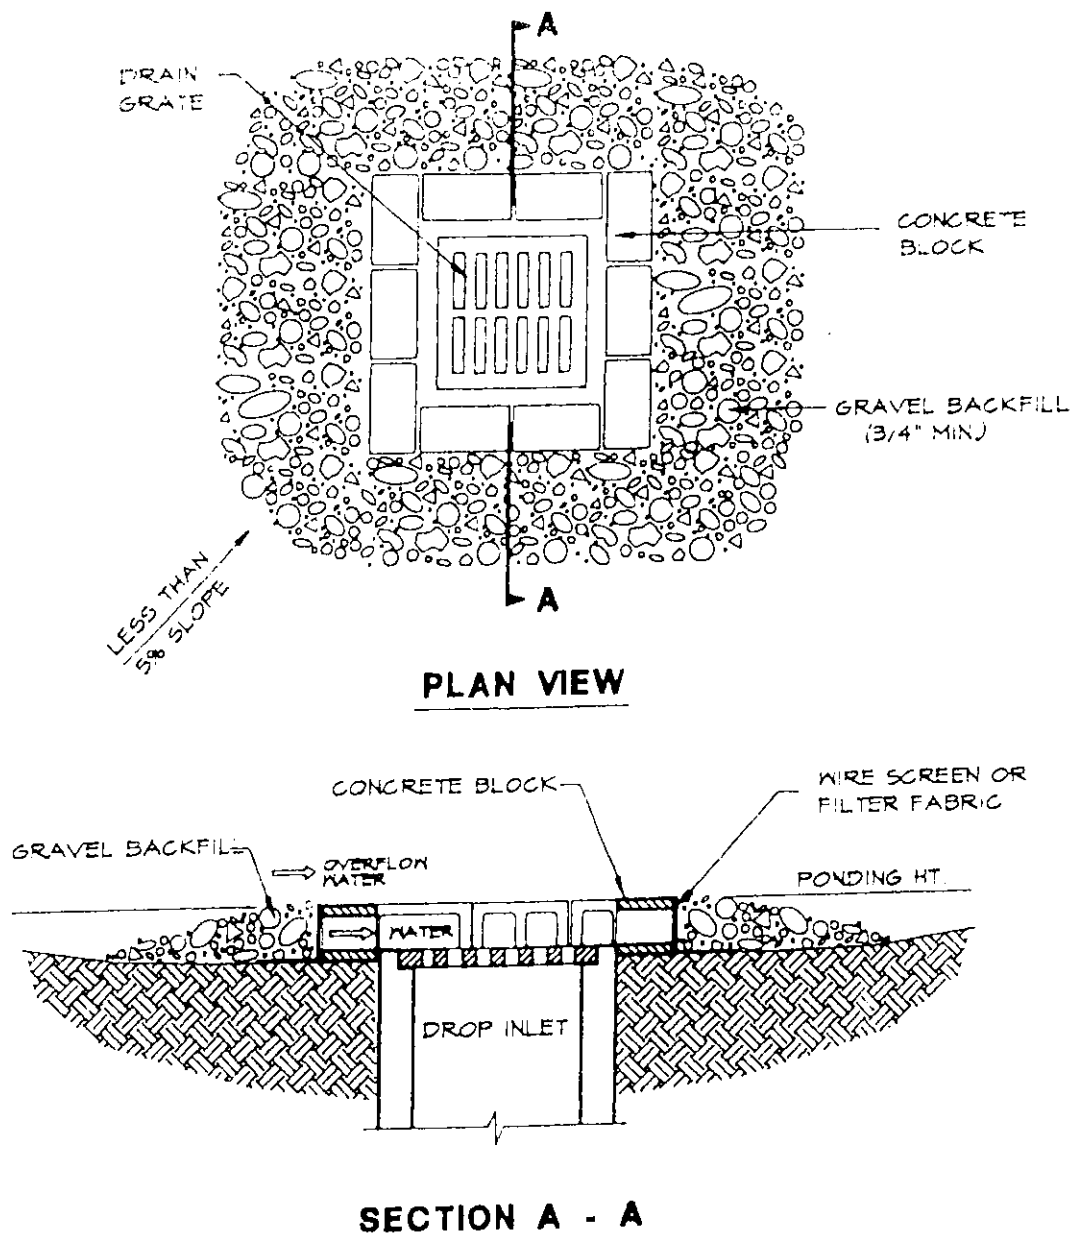 A
DRAIN
GRATE
CONCRETE
BLOCK
GRAVEL BACKFILL
(3/4" MIN.)
LESS THAN
5% SLOPE
A
PLAN VIEW
CONCRETE BLOCK
WIRE SCREEN OR
FILTER FABRIC
GRAVEL BACKFILL
OVERFLOW
WATER
PONDING HT.
WATER
DROP INLET
SECTION A - A